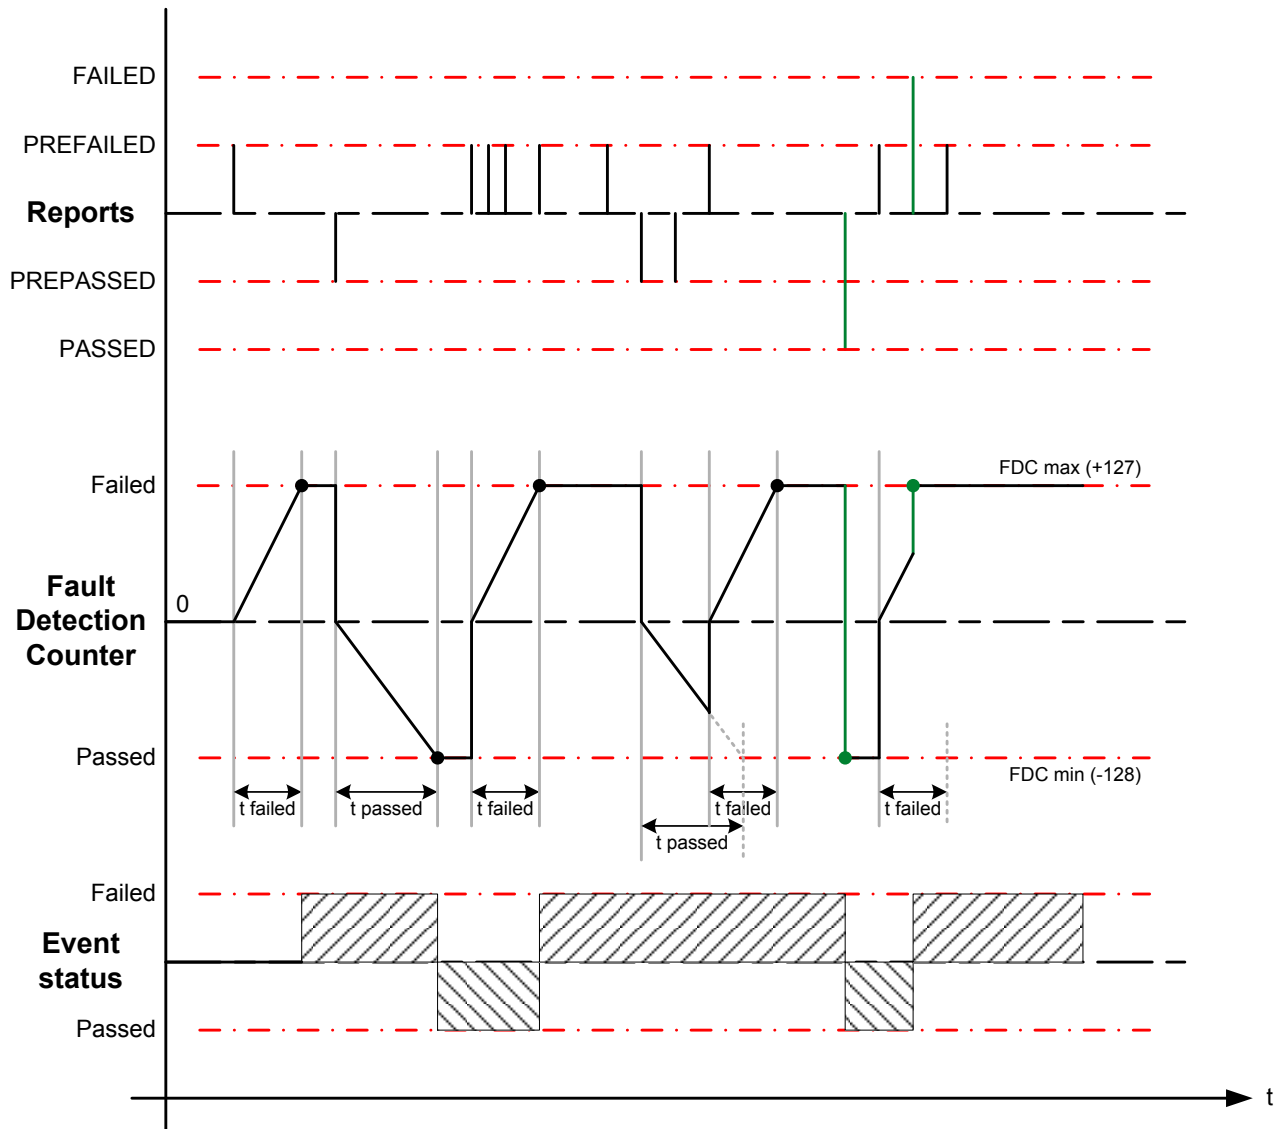 FAILED
PREFAILED
Reports
PREPASSED
PASSED
Failed
FDC max (+127)
0
Fault
Detection
Counter
Passed
FDC min (-128)
t failed
t passed
t failed
t failed
t failed
t passed
Failed
Event
status
Passed
t